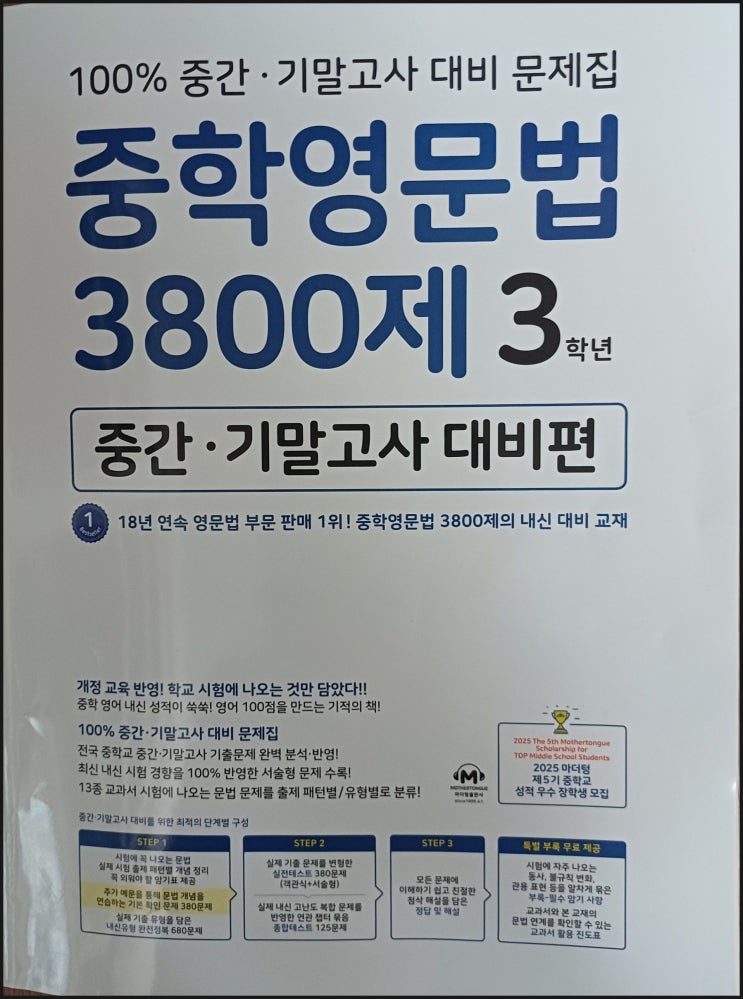 100% 중간·기말고사 대비 문제집
중학영문법
3800제 3학년
중간·기말고사 대비편
1
Bestseller
18년 연속 영문법 부문 판매 1위! 중학영문법 3800제의 내신 대비 교재
개정 교육 반영! 학교 시험에 나오는 것만 담았다!!
중학 영어 내신 성적이 쑥쑥! 영어 100점을 만드는 기적의 책!
100% 중간·기말고사 대비 문제집
전국 중학교 중간·기말고사 기출문제 완벽 분석·반영!
최신 내신 시험 경향을 100% 반영한 서술형 문제 수록!
13종 교과서 시험에 나오는 문법 문제를 출제 패턴별/유형별로 분류!
M
MOTHERTONGUE
마더텅출판사
since1999.4.1.
2025 The 5th Mothertongue
Scholarship for
TOP Middle School Students
2025 마더텅
제5기 중학교
성적 우수 장학생 모집
중간·기말고사 대비를 위한 최적의 단계별 구성
STEP 1
시험에 꼭 나오는 문법
실제 시험 출제 패턴별 개념 정리
꼭 외워야 할 암기표 제공
추가 예문을 통해 문법 개념을
연습하는 기본 확인 문제 380문제
실제 기출 유형을 담은
내신유형 완전정복 680문제
STEP 2
실제 기출 문제를 변형한
실전테스트 380문제
(객관식+서술형)
실제 내신 고난도 복합 문제를
반영한 연관 챕터 묶음
종합테스트 125문제
STEP 3
모든 문제에
이해하기 쉽고 친절한
첨삭 해설을 담은
정답 및 해설
특별 부록 무료 제공
시험에 자주 나오는
동사, 불규칙 변화,
관용 표현 등을 알차게 묶은
부록-필수 암기 사항
교과서와 본 교재의
문법 연계를 확인할 수 있는
교과서 활용 진도표